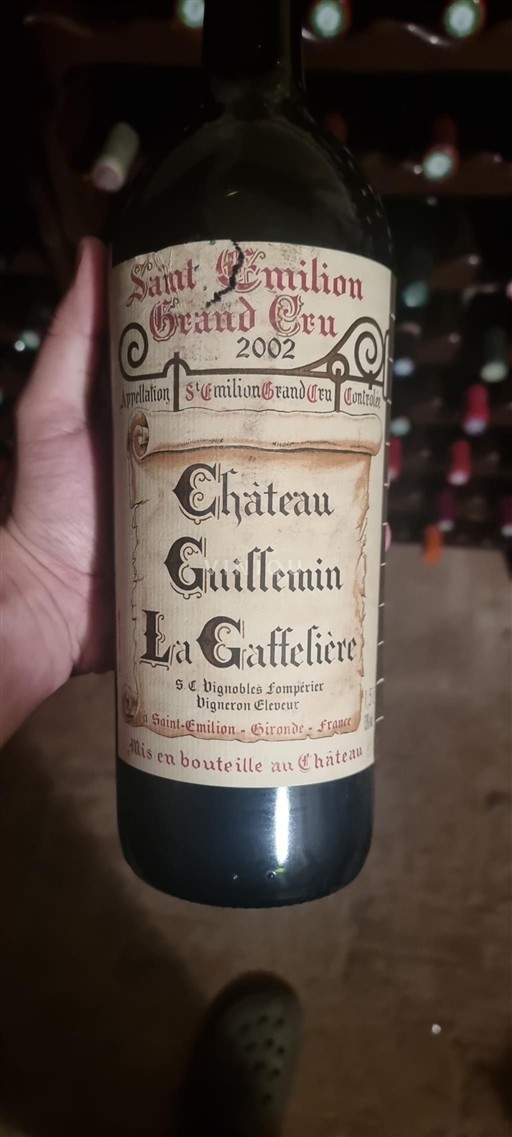 Saint Emilion
Grand Cru
2002
Appellation St Emilion Grand Cru Controlée
Château
Guillemin
La Gaffelière
S.C. Vignobles Fompérier
Vigneron Eleveur
à Saint-Emilion - Gironde - France
Mis en bouteille au Château